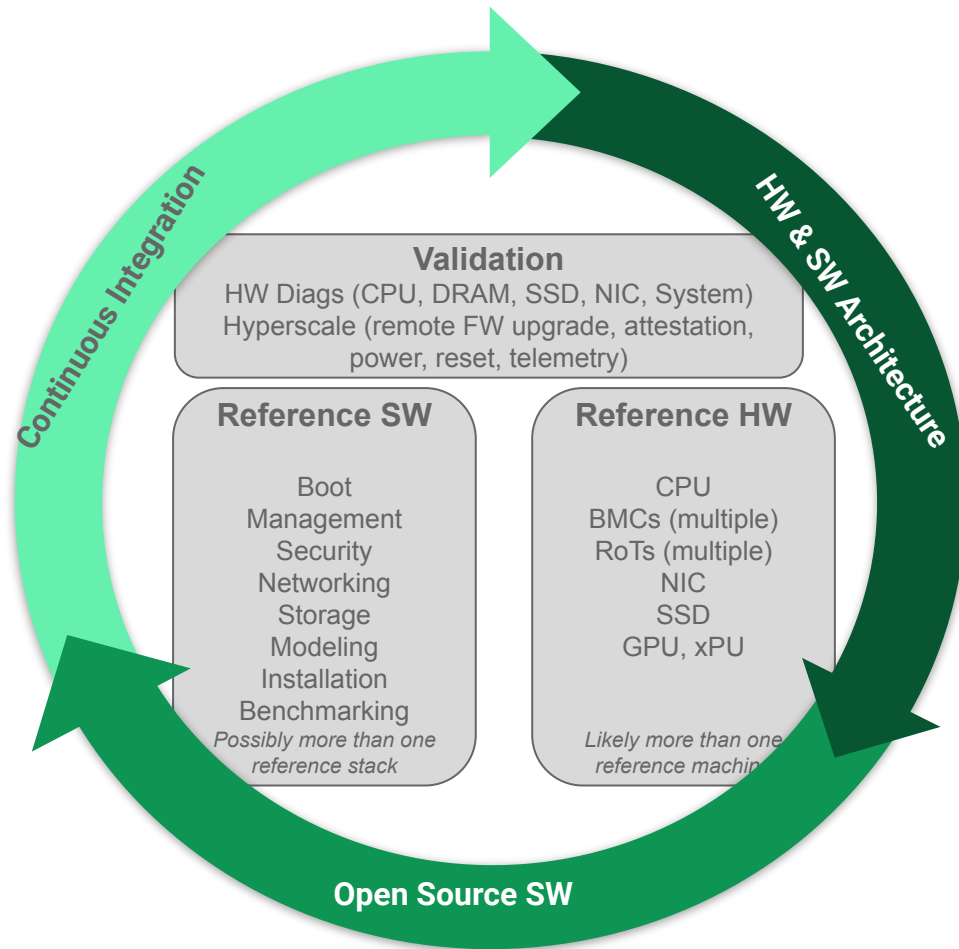 Continuous Integration
HW & SW Architecture
Validation
HW Diags (CPU, DRAM, SSD, NIC, System)
Hyperscale (remote FW upgrade, attestation,
power, reset, telemetry)
Reference SW
Boot
Management
Security
Networking
Storage
Modeling
Installation
Benchmarking
Possibly more than one
reference stack
Reference HW
CPU
BMCs (multiple)
RoTs (multiple)
NIC
SSD
GPU, xPU
Likely more than one
reference machin
Open Source SW